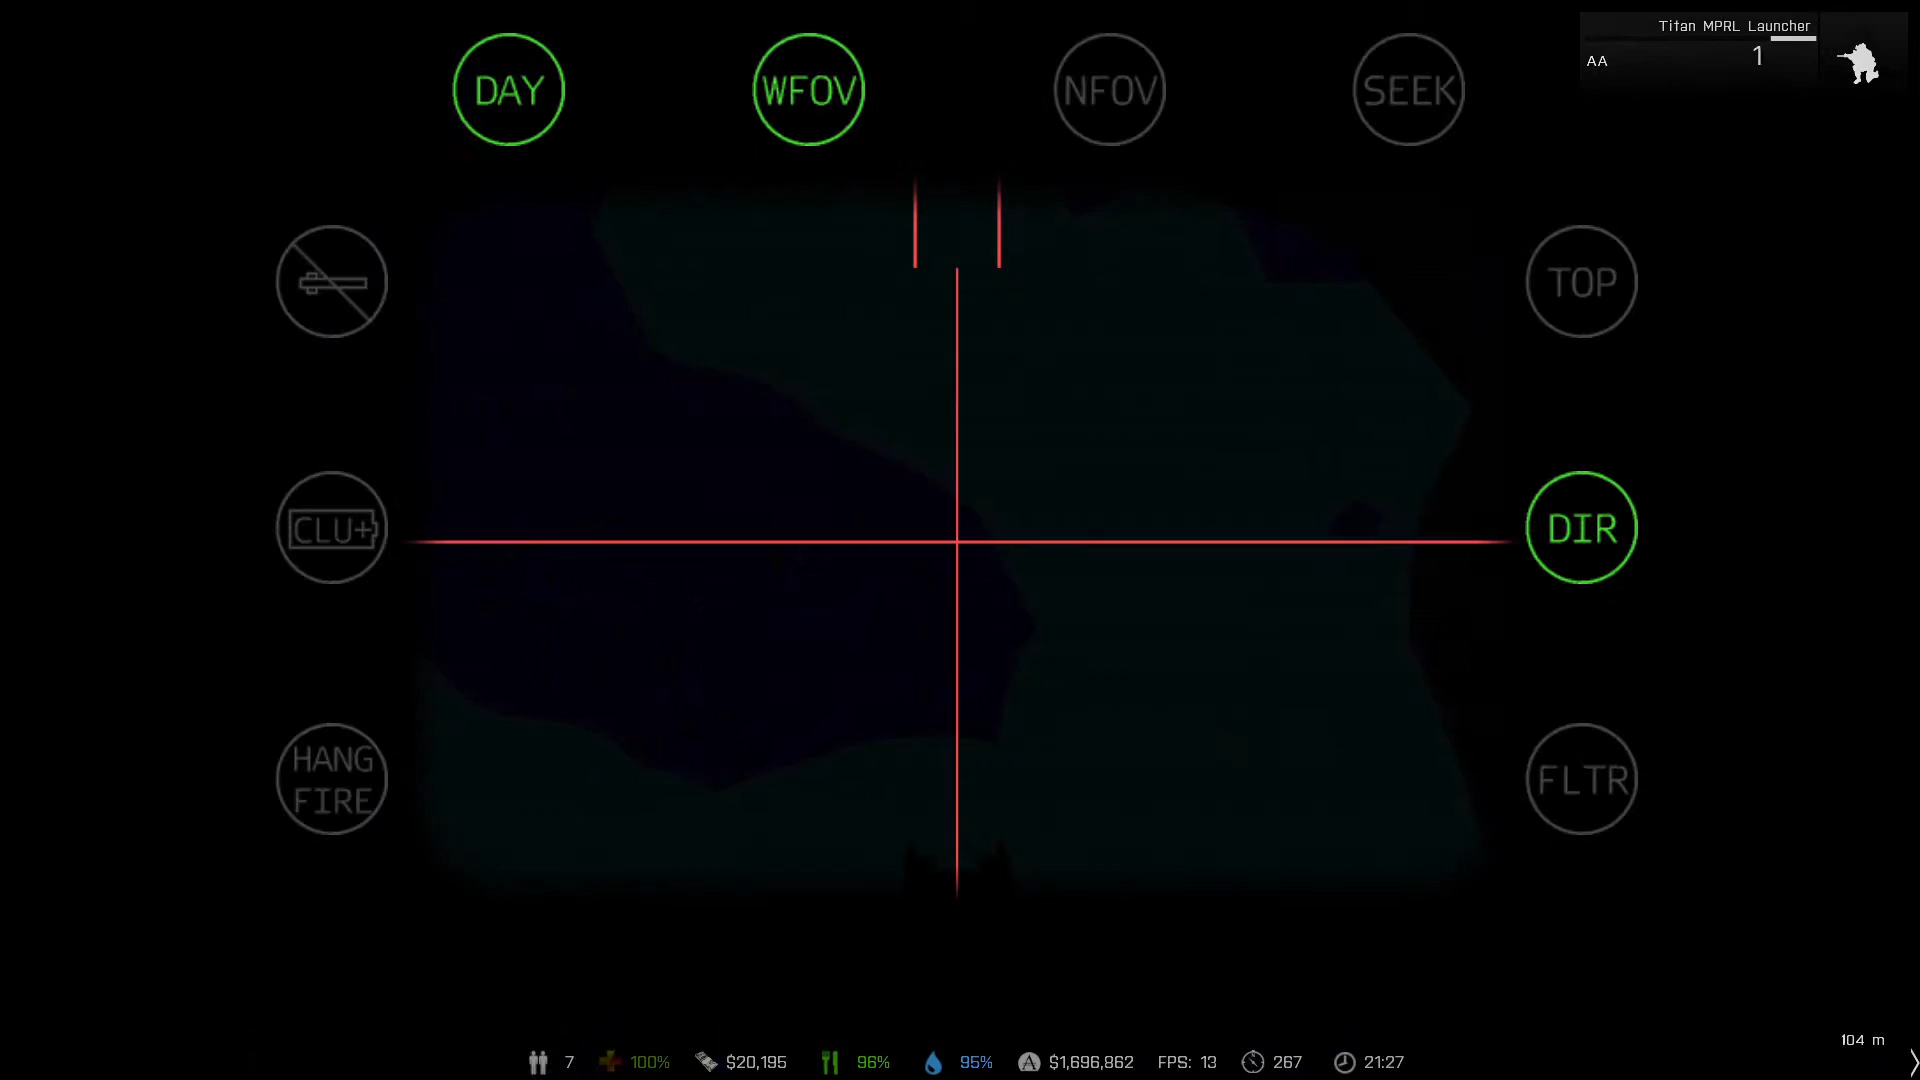 Titan MPRL Launcher
AA 1
DAY WFOV NFOV SEEK
TOP
CLU+ DIR
HANG
FIRE
FLTR
104 m
7 100% $20,195 96% 95% $1,696,862 FPS: 13 267 21:27